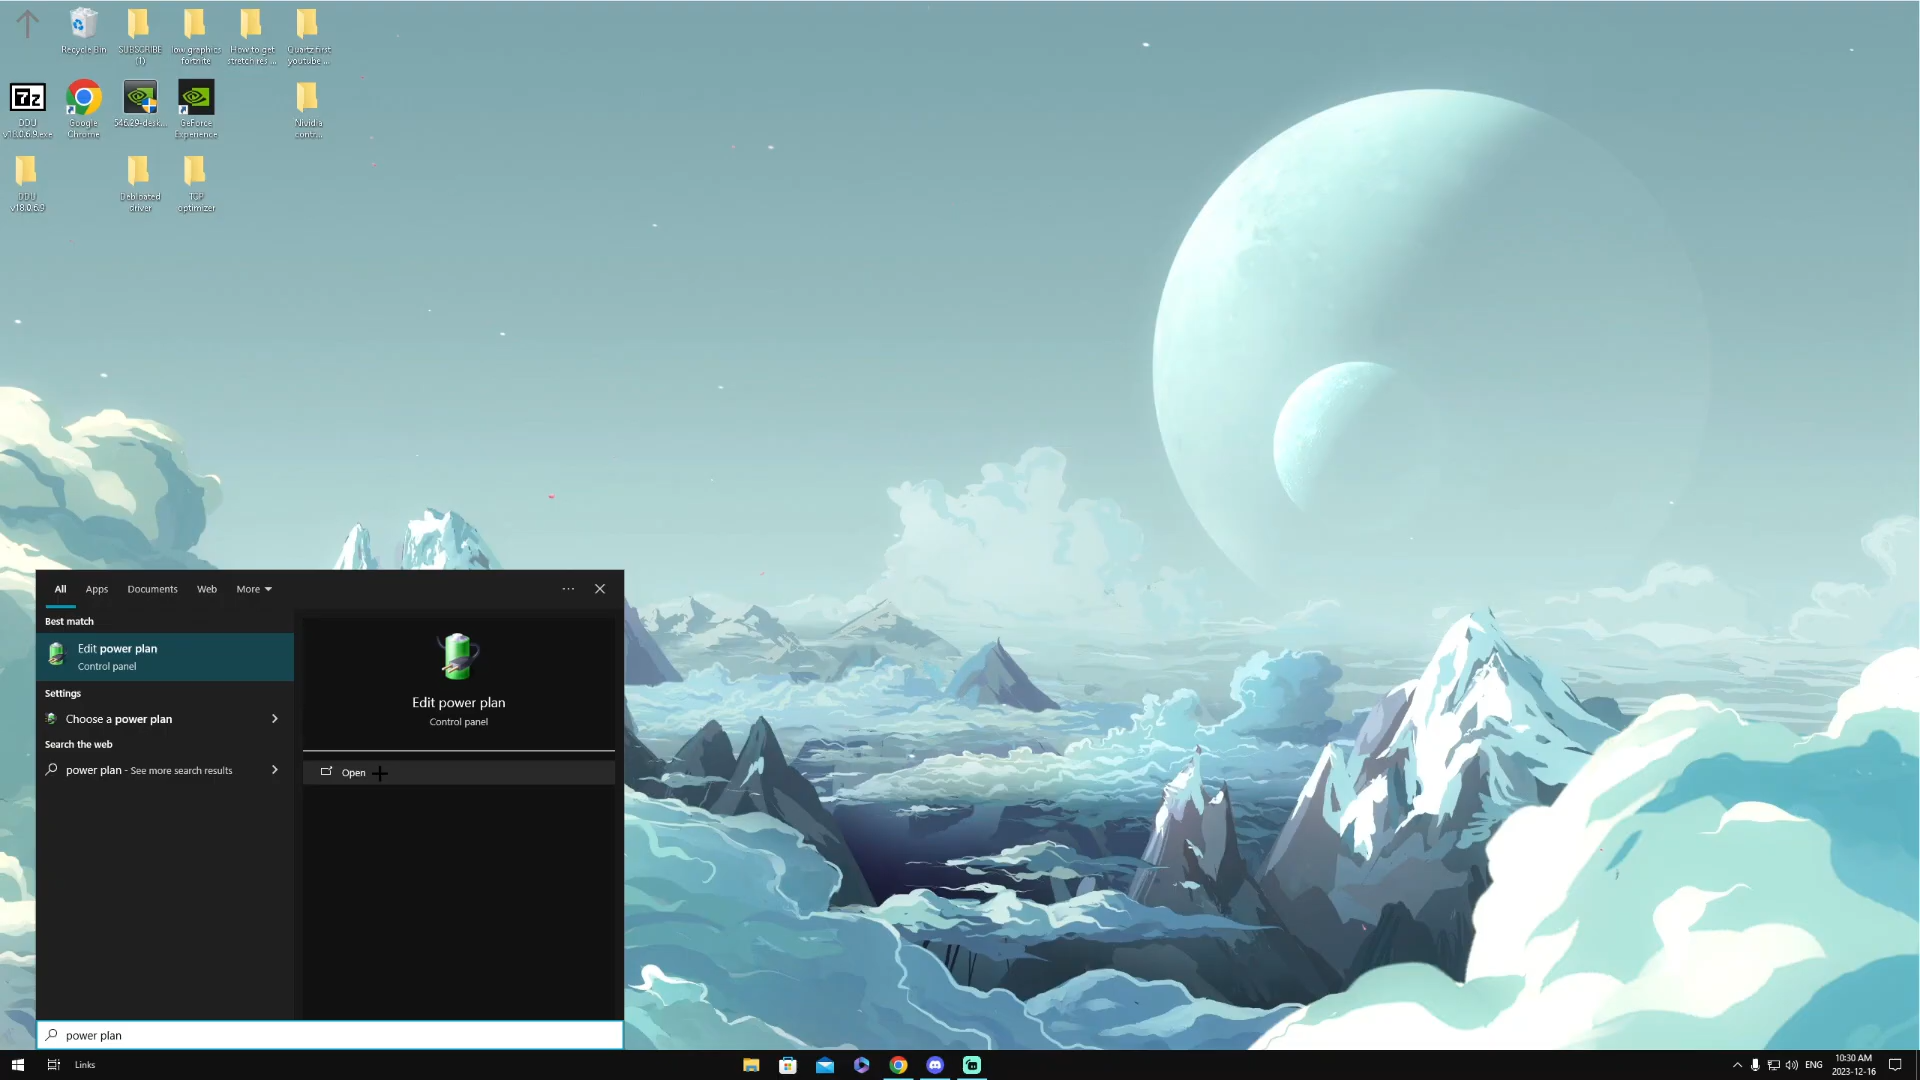 Recycle Bin
SUBSCRIBE
(1)
low graphics
fortnite
How to get
stretch res ...
Quartz first
youtube ...
7z
DDU
v18.0.6.9.exe
Google
Chrome
546.29-desk...
GeForce
Experience
Nividia
contr...
DDU
v18.0.6.9
Debloated
driver
TCP
optimizer
All
Apps
Documents
Web
More
Best match
Edit power plan
Control panel
Settings
Choose a power plan
Search the web
power plan - See more search results
Edit power plan
Control panel
Open
power plan
Links
ENG
10:30 AM
2023-12-16